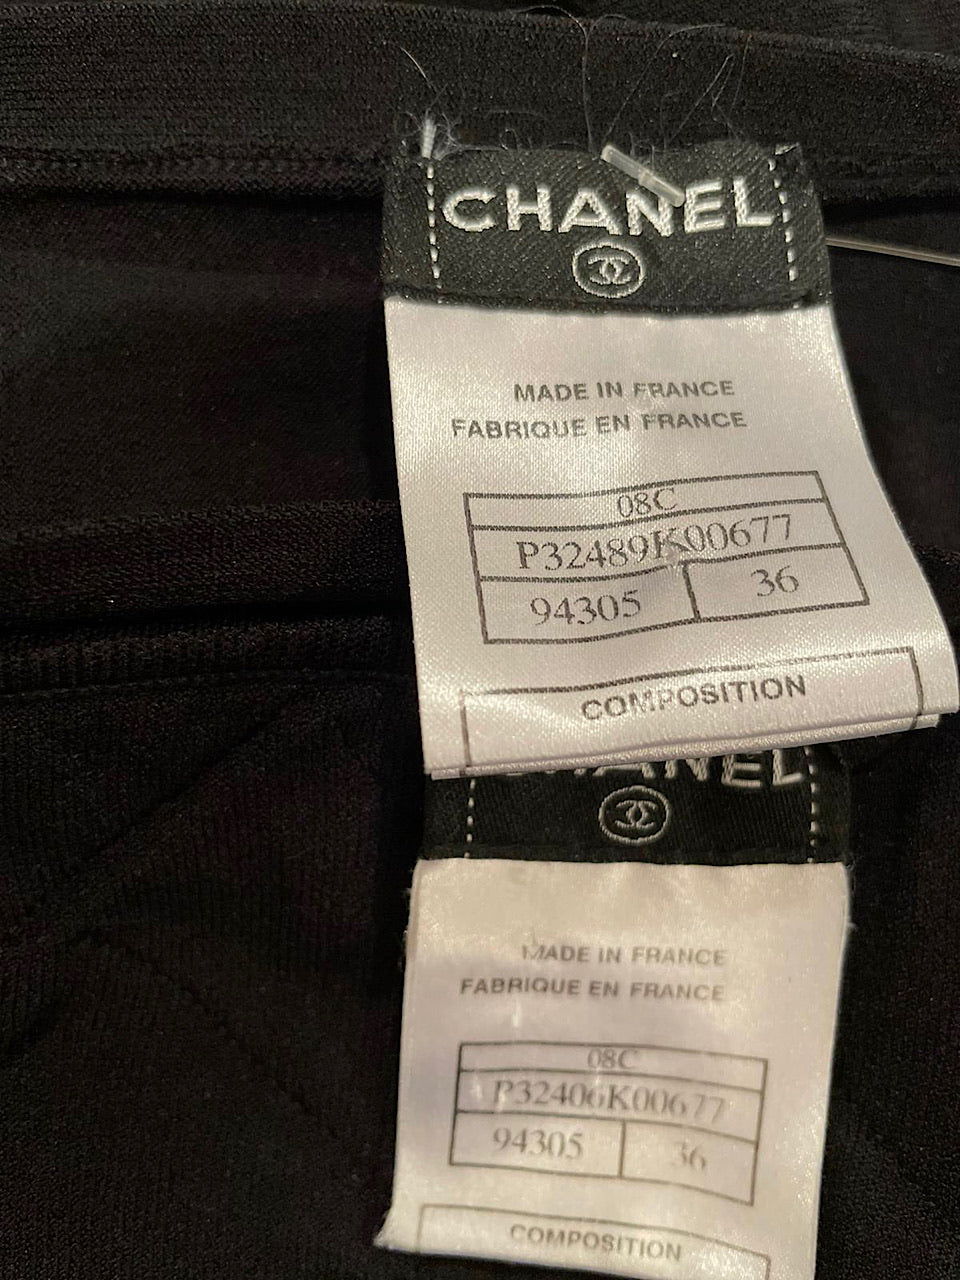 CHANEL
MADE IN FRANCE
FABRIQUE EN FRANCE
08C
P32489K00677
94305 36
COMPOSITION
CHANEL
MADE IN FRANCE
FABRIQUE EN FRANCE
08C
P32406K00677
94305 36
COMPOSITION